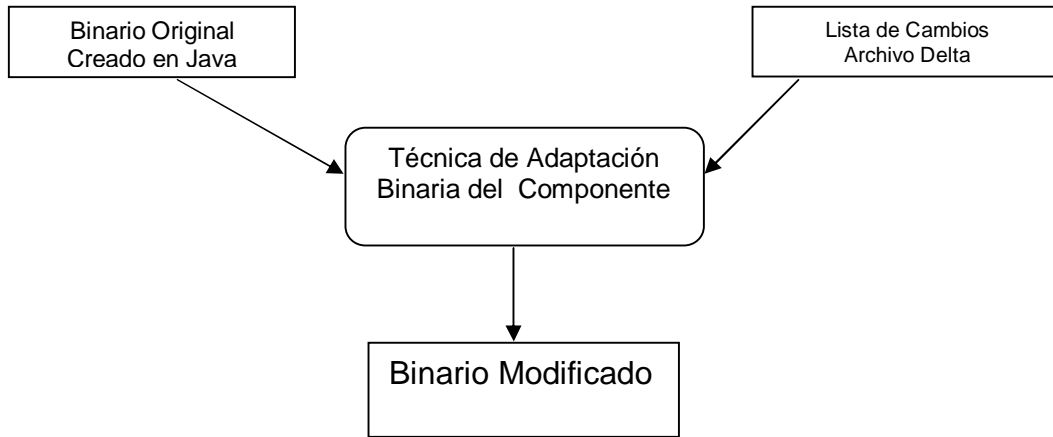 Binario Original
Creado en Java
Lista de Cambios
Archivo Delta
Técnica de Adaptación
Binaria del Componente
Binario Modificado